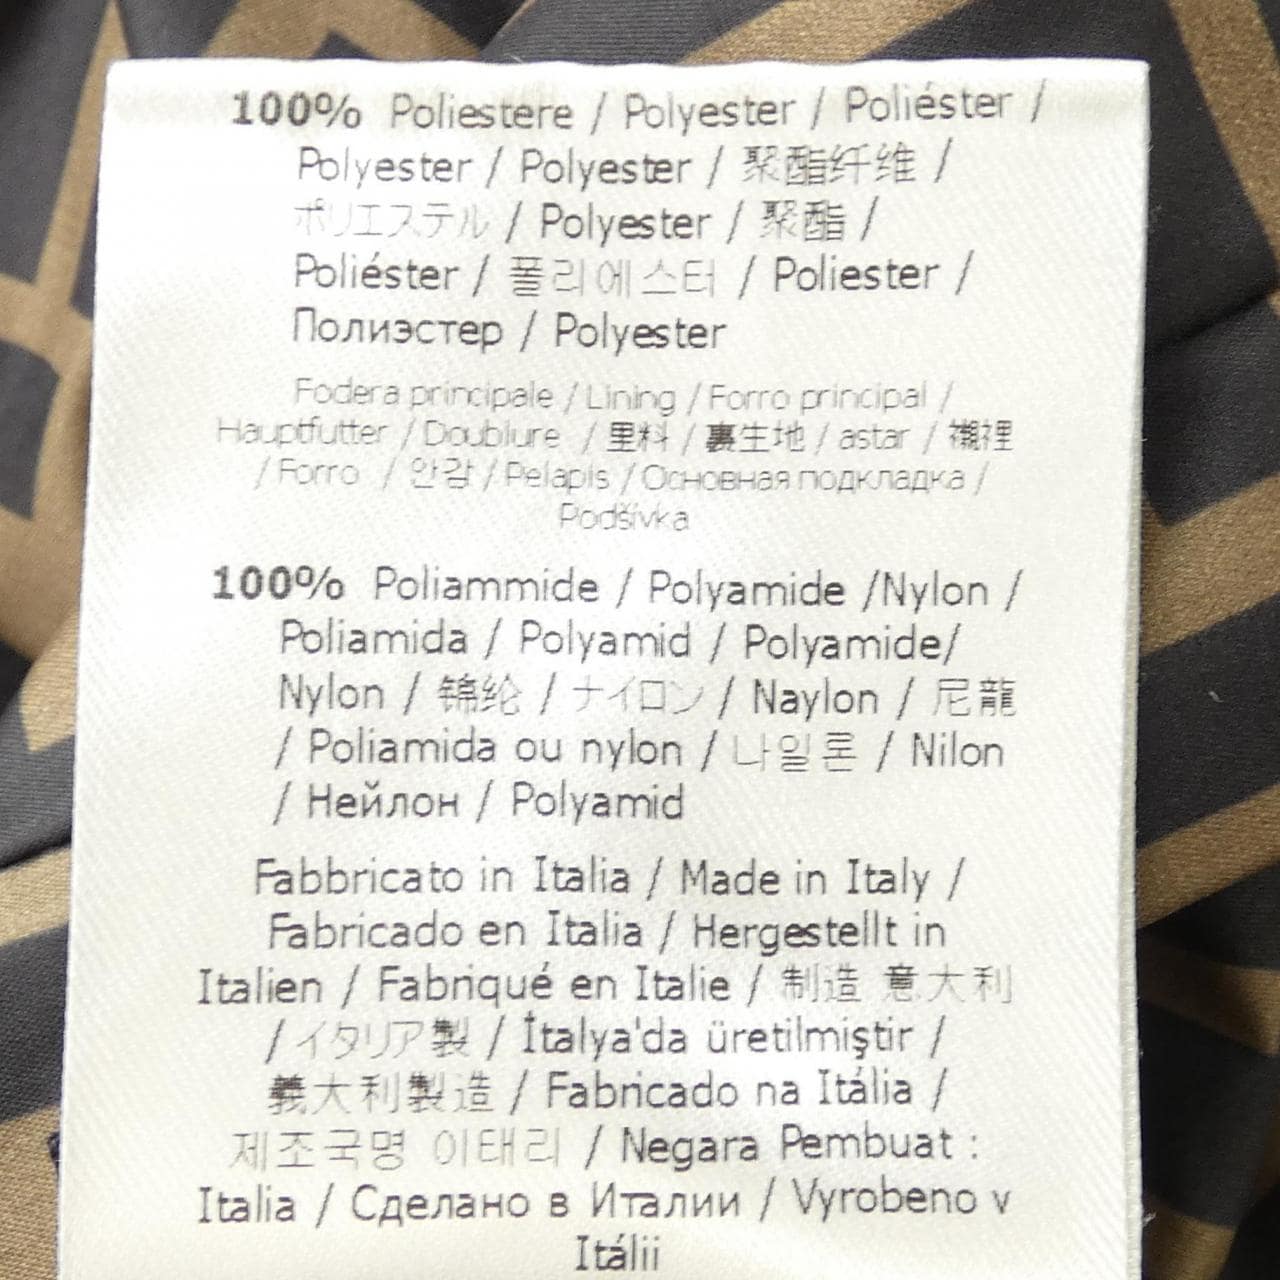 100% Poliestere / Polyester / Poliéster /
Polyester / Polyester / 聚酯纤维 /
ポリエステル / Polyester / 聚酯 /
Poliéster / 폴리에스터 / Poliester /
Полиэстер / Polyester
Fodera principale / Lining / Forro principal /
Hauptfutter / Doublure / 里料 / 裏生地 / astar / 襯裡
/ Forro / 안감 / Pelapis / Основная подкладка /
Podšívka
100% Poliammide / Polyamide /Nylon /
Poliamida / Polyamid / Polyamide/
Nylon / 锦纶 / ナイロン / Naylon / 尼龍
/ Poliamida ou nylon / 나일론 / Nilon
/ Нейлон / Polyamid
Fabbricato in Italia / Made in Italy /
Fabricado en Italia / Hergestellt in
Italien / Fabriqué en Italie / 制造 意大利
/ イタリア製 / İtalya'da üretilmiştir /
義大利製造 / Fabricado na Itália /
제조국명 이태리 / Negara Pembuat :
Italia / Сделано в Италии / Vyrobeno v
Itálii